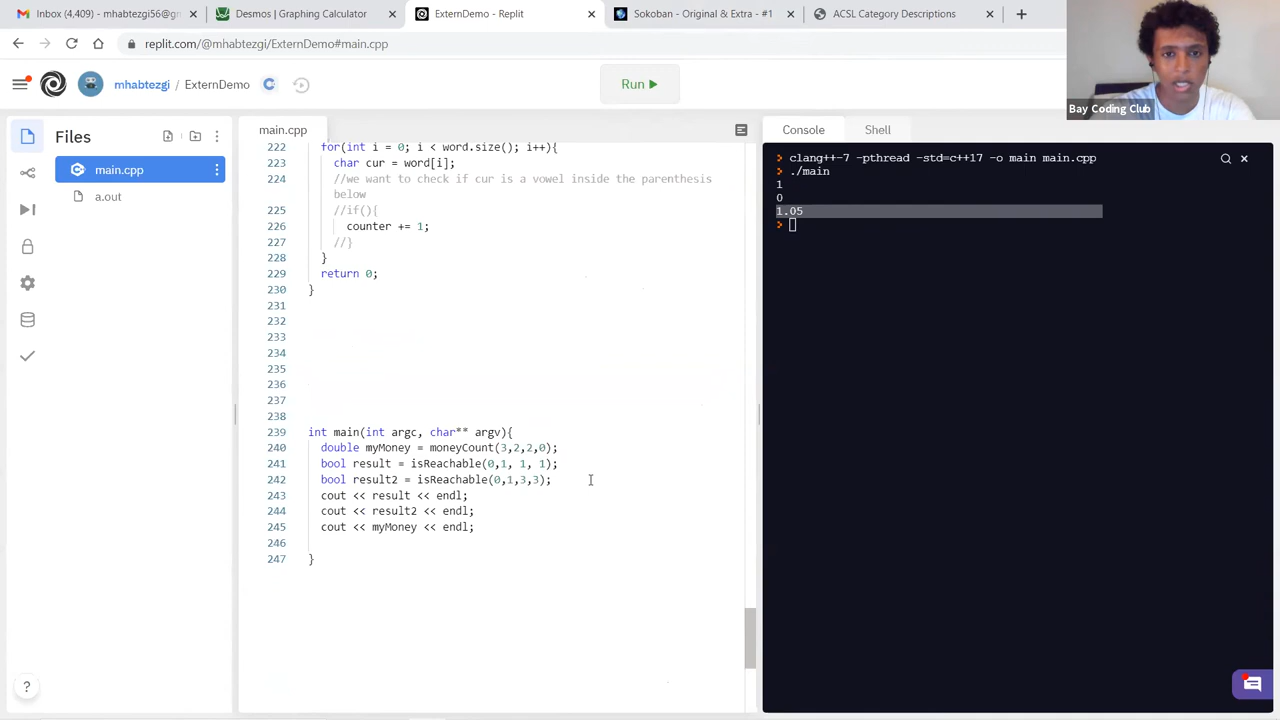 Inbox (4,409) - mhabtezgi56@gm
Desmos | Graphing Calculator
ExternDemo - Replit
Sokoban - Original & Extra - #1
ACSL Category Descriptions
replit.com/@mhabtezgi/ExternDemo#main.cpp
mhabtezgi / ExternDemo
Run
Bay Coding Club
Files
main.cpp
a.out
main.cpp
222 for(int i = 0; i < word.size(); i++){
223 char cur = word[i];
224 //we want to check if cur is a vowel inside the parenthesis
below
225 //if(){
226 counter += 1;
227 //}
228 }
229 return 0;
230 }
231
232
233
234
235
236
237
238
239 int main(int argc, char** argv){
240 double myMoney = moneyCount(3,2,2,0);
241 bool result = isReachable(0,1, 1, 1);
242 bool result2 = isReachable(0,1,3,3);
243 cout << result << endl;
244 cout << result2 << endl;
245 cout << myMoney << endl;
246
247 }
Console
Shell
clang++-7 -pthread -std=c++17 -o main main.cpp
./main
1
0
1.05
?